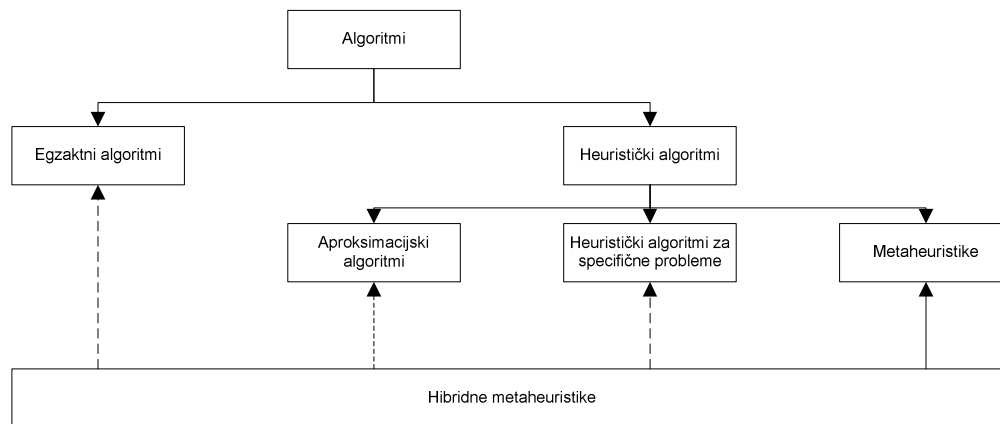 Algoritmi
Egzaktni algoritmi
Heuristički algoritmi
Aproksimacijski
algoritmi
Heuristički algoritmi za
specifične probleme
Metaheuristike
Hibridne metaheuristike